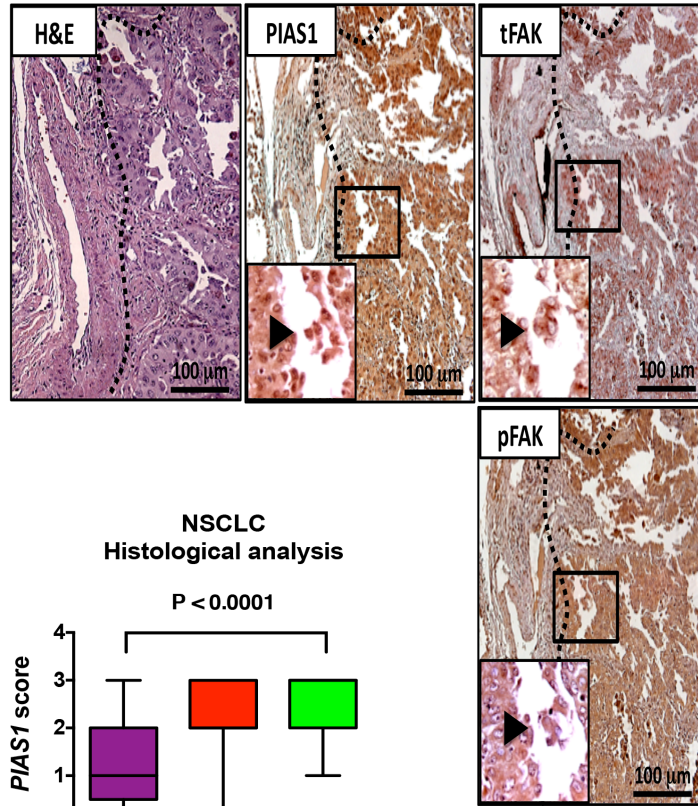 H&E
PIAS1
tFAK
100 μm
100 μm
100 μm
pFAK
100 μm
NSCLC
Histological analysis
P < 0.0001
4
3
2
1
PIAS1 score